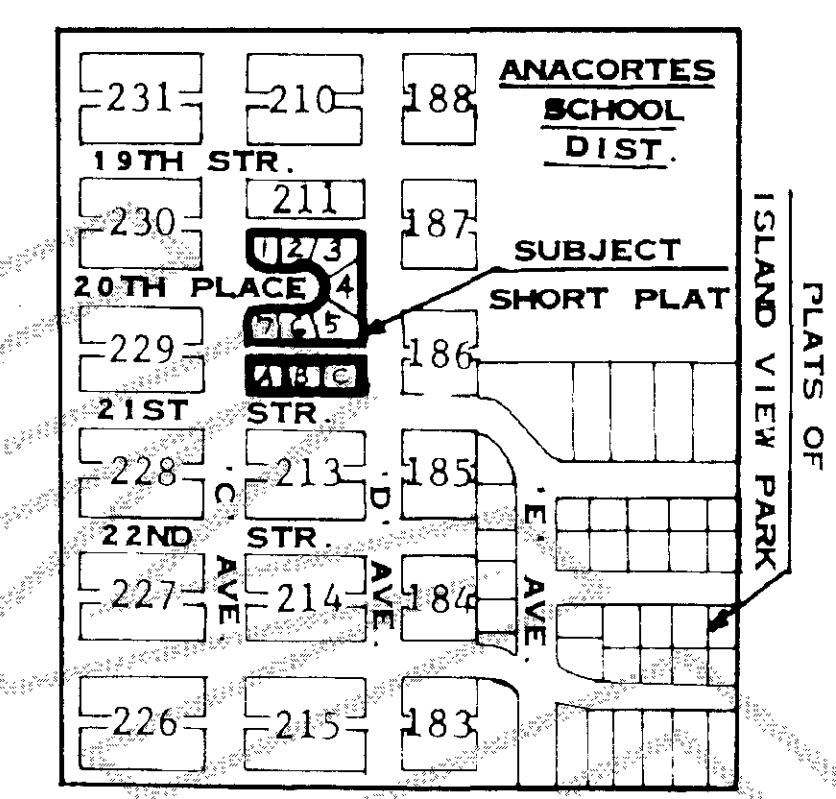 231 210 188 ANACORTES
SCHOOL
DIST.
19TH STR.
211
230 187
1 2 3
SUBJECT
20TH PLACE 4
SHORT PLAT
7 6 5
229 186
A B C
21ST STR.
228 'C' 213 'D' 185 'E'
22ND STR.
227 AVE. 214 AVE. 184 AVE.
226 215 183
ISLAND VIEW PARK
PLATS OF